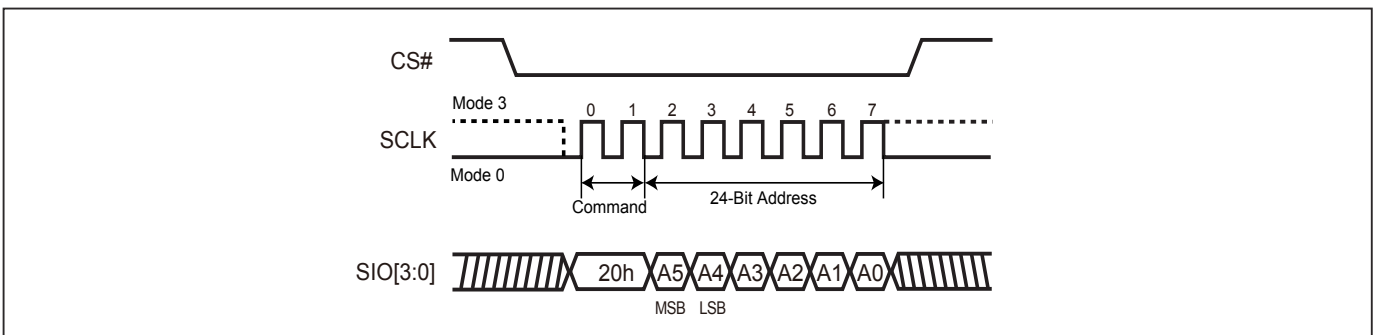 CS#
Mode 3
0 1 2 3 4 5 6 7
SCLK
Mode 0
Command
24-Bit Address
SIO[3:0]
20h A5 A4 A3 A2 A1 A0
MSB LSB